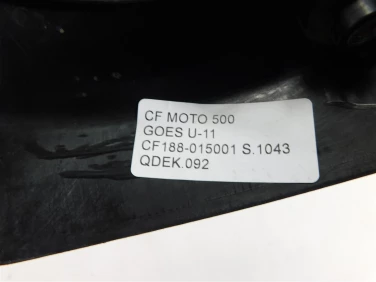 CF MOTO 500
GOES U-11
CF188-015001 S.1043
QDEK.092